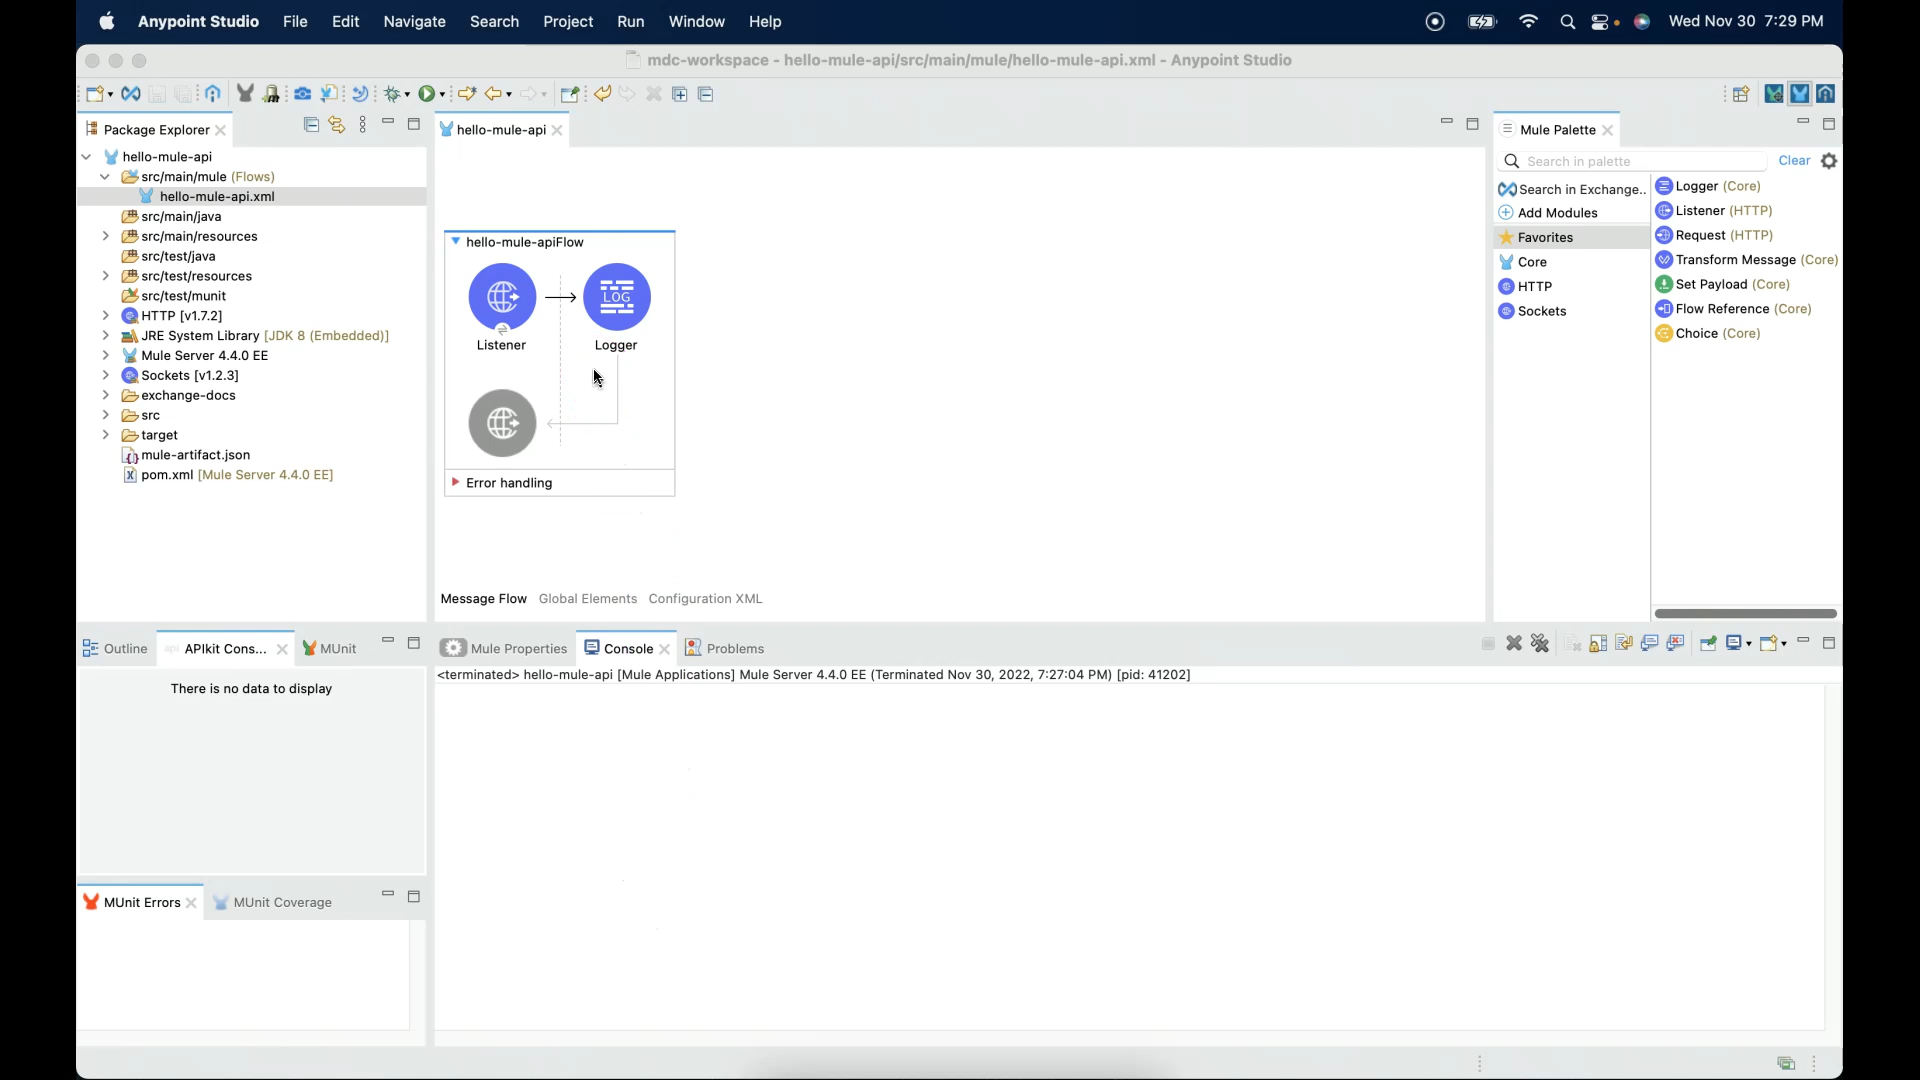 Anypoint Studio File Edit Navigate Search Project Run Window Help Wed Nov 30 7:29 PM
mdc-workspace - hello-mule-api/src/main/mule/hello-mule-api.xml - Anypoint Studio
Package Explorer
hello-mule-api
src/main/mule (Flows)
hello-mule-api.xml
src/main/java
src/main/resources
src/test/java
src/test/resources
src/test/munit
HTTP [v1.7.2]
JRE System Library [JDK 8 (Embedded)]
Mule Server 4.4.0 EE
Sockets [v1.2.3]
exchange-docs
src
target
mule-artifact.json
pom.xml [Mule Server 4.4.0 EE]
hello-mule-api
hello-mule-apiFlow
LOG
Listener Logger
Error handling
Message Flow Global Elements Configuration XML
Mule Palette
Search in palette Clear
Search in Exchange..
Add Modules
Favorites
Core
HTTP
Sockets
Logger (Core)
Listener (HTTP)
Request (HTTP)
Transform Message (Core)
Set Payload (Core)
Flow Reference (Core)
Choice (Core)
Outline APIkit Cons... MUnit
There is no data to display
MUnit Errors MUnit Coverage
Mule Properties Console Problems
<terminated> hello-mule-api [Mule Applications] Mule Server 4.4.0 EE (Terminated Nov 30, 2022, 7:27:04 PM) [pid: 41202]